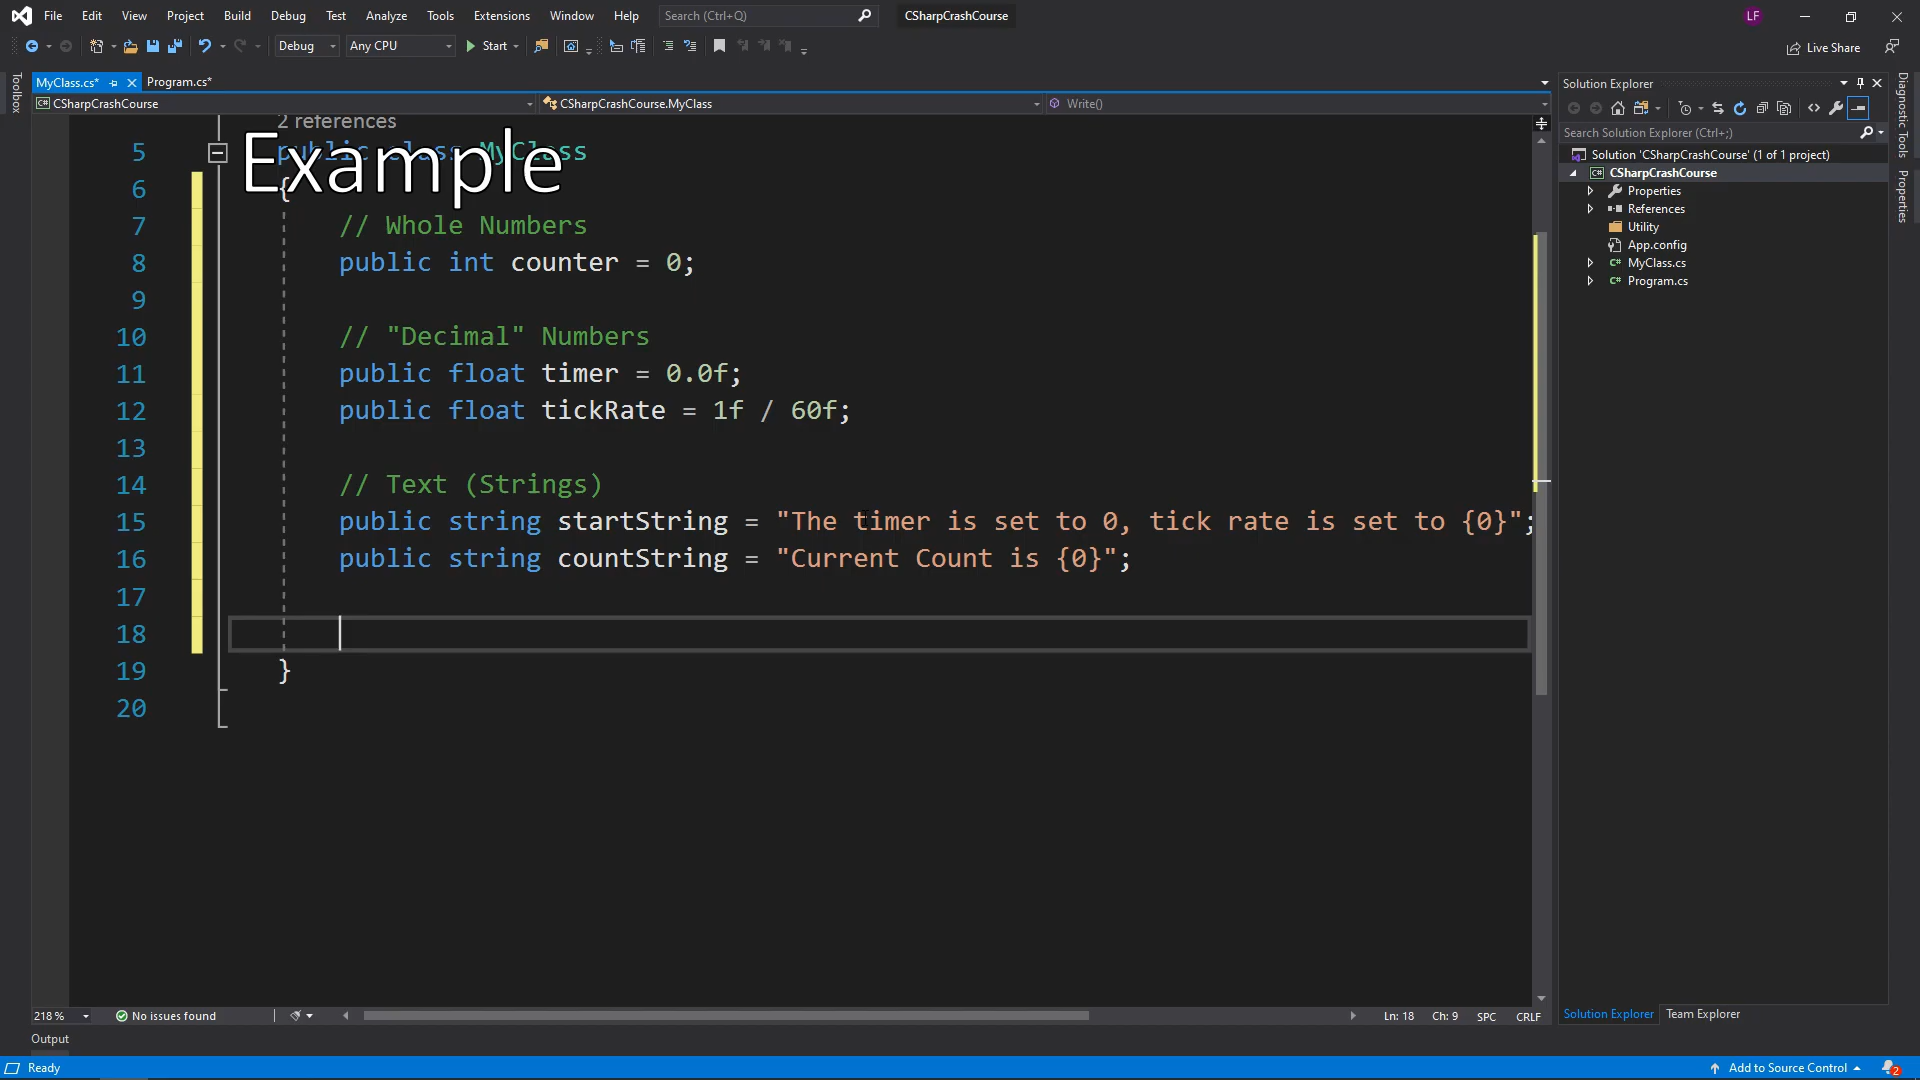 File Edit View Project Build Debug Test Analyze Tools Extensions Window Help Search (Ctrl+Q) CSharpCrashCourse LF
Debug Any CPU Start Live Share
Toolbox
MyClass.cs* Program.cs*
CSharpCrashCourse CSharpCrashCourse.MyClass Write()
2 references
Example
5 public class MyClass
6 {
7 // Whole Numbers
8 public int counter = 0;
9
10 // "Decimal" Numbers
11 public float timer = 0.0f;
12 public float tickRate = 1f / 60f;
13
14 // Text (Strings)
15 public string startString = "The timer is set to 0, tick rate is set to {0}";
16 public string countString = "Current Count is {0}";
17
18
19 }
20
218 % No issues found Ln: 18 Ch: 9 SPC CRLF
Output
Solution Explorer
Search Solution Explorer (Ctrl+;)
Solution 'CSharpCrashCourse' (1 of 1 project)
C# CSharpCrashCourse
Properties
References
Utility
App.config
C# MyClass.cs
C# Program.cs
Solution Explorer Team Explorer
Diagnostic Tools
Properties
Ready Add to Source Control 2